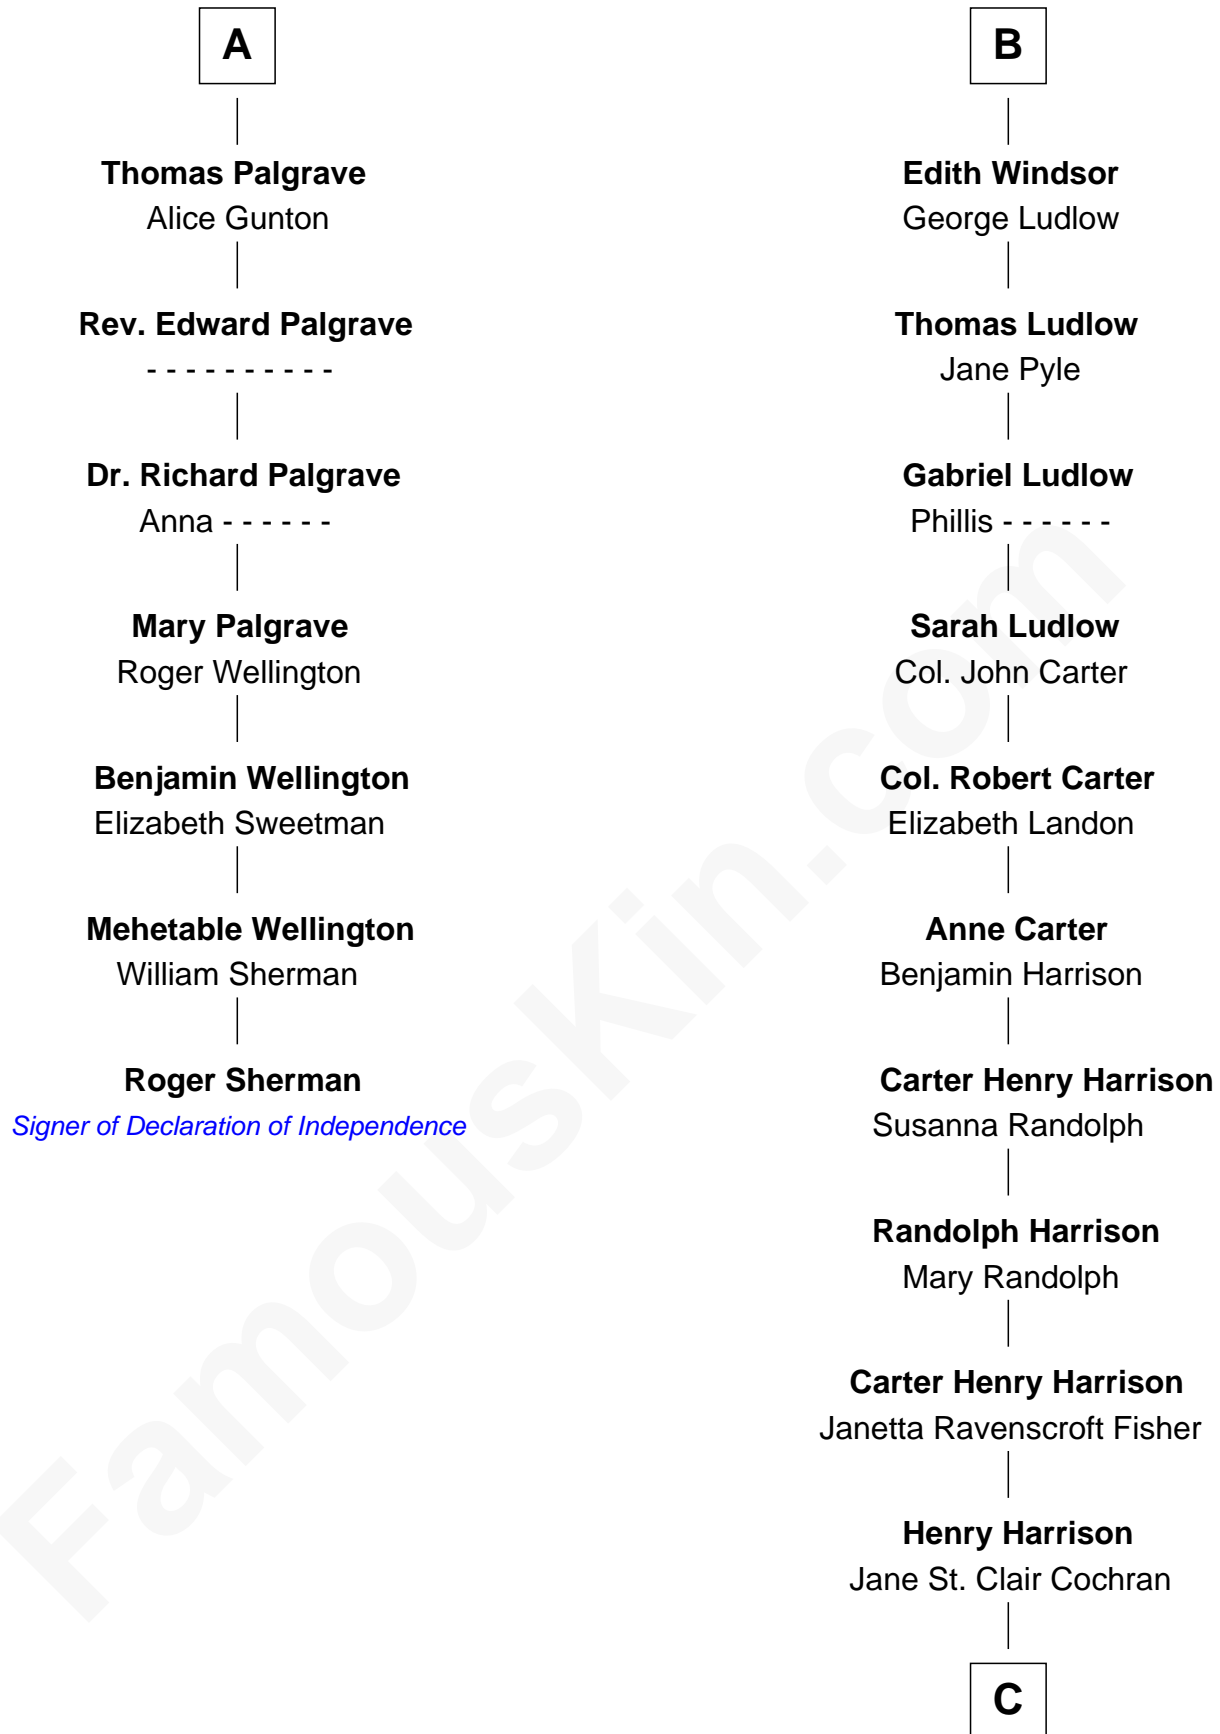 A
Thomas Palgrave
Alice Gunton
Rev. Edward Palgrave
- - - - - - - - - -
Dr. Richard Palgrave
Anna - - - - - -
Mary Palgrave
Roger Wellington
Benjamin Wellington
Elizabeth Sweetman
Mehetable Wellington
William Sherman
Roger Sherman
Signer of Declaration of Independence
B
Edith Windsor
George Ludlow
Thomas Ludlow
Jane Pyle
Gabriel Ludlow
Phillis - - - - - -
Sarah Ludlow
Col. John Carter
Col. Robert Carter
Elizabeth Landon
Anne Carter
Benjamin Harrison
Carter Henry Harrison
Susanna Randolph
Randolph Harrison
Mary Randolph
Carter Henry Harrison
Janetta Ravenscroft Fisher
Henry Harrison
Jane St. Clair Cochran
C
FamousKin.com